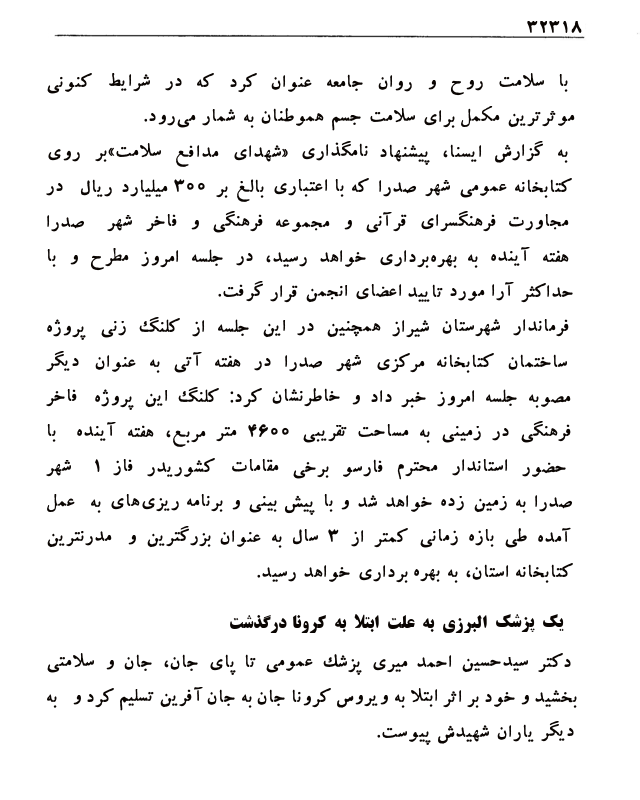 ۳۲۳۱۸
با سلامت روح و روان جامعه عنوان کرد که در شرایط کنونی
موثرترین مکمل برای سلامت جسم هموطنان به شمار می‌رود.
به گزارش ایسنا، پیشنهاد نامگذاری «شهدای مدافع سلامت»بر روی
کتابخانه عمومی شهر صدرا که با اعتباری بالغ بر ۳۰۰ میلیارد ریال در
مجاورت فرهنگسرای قرآنی و مجموعه فرهنگی و فاخر شهر صدرا
هفته آینده به بهره‌برداری خواهد رسید، در جلسه امروز مطرح و با
حداکثر آرا مورد تایید اعضای انجمن قرار گرفت.
فرماندار شهرستان شیراز همچنین در این جلسه از کلنگ زنی پروژه
ساختمان کتابخانه مرکزی شهر صدرا در هفته آتی به عنوان دیگر
مصوبه جلسه امروز خبر داد و خاطرنشان کرد: کلنگ این پروژه فاخر
فرهنگی در زمینی به مساحت تقریبی ۴۶۰۰ متر مربع، هفته آینده با
حضور استاندار محترم فارسو برخی مقامات کشوریدر فاز ۱ شهر
صدرا به زمین زده خواهد شد و با پیش بینی و برنامه ریزی‌های به عمل
آمده طی بازه زمانی کمتر از ۳ سال به عنوان بزرگترین و مدرنترین
کتابخانه استان، به بهره برداری خواهد رسید.
یک پزشک البرزی به علت ابتلا به کرونا درگذشت
دکتر سیدحسین احمد میری پزشک عمومی تا پای جان، جان و سلامتی
بخشید و خود بر اثر ابتلا به ویروس کرونا جان به جان آفرین تسلیم کرد و به
دیگر یاران شهیدش پیوست.